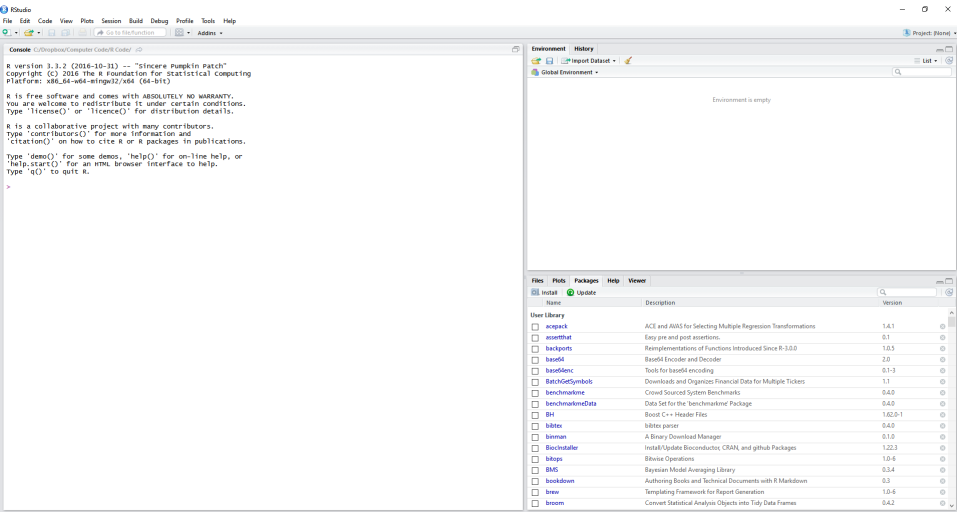 RStudio
File Edit Code View Plots Session Build Debug Profile Tools Help
Go to file/function Addins Project: (None)
Console C:/Dropbox/Computer Code/R Code/
R version 3.3.2 (2016-10-31) -- "Sincere Pumpkin Patch"
Copyright (C) 2016 The R Foundation for Statistical Computing
Platform: x86_64-w64-mingw32/x64 (64-bit)
R is free software and comes with ABSOLUTELY NO WARRANTY.
You are welcome to redistribute it under certain conditions.
Type 'license()' or 'licence()' for distribution details.
R is a collaborative project with many contributors.
Type 'contributors()' for more information and
'citation()' on how to cite R or R packages in publications.
Type 'demo()' for some demos, 'help()' for on-line help, or
'help.start()' for an HTML browser interface to help.
Type 'q()' to quit R.
>
Environment History
Import Dataset List
Global Environment
Environment is empty
Files Plots Packages Help Viewer
Install Update
Name Description Version
User Library
acepack ACE and AVAS for Selecting Multiple Regression Transformations 1.4.1
assertthat Easy pre and post assertions. 0.1
backports Reimplementations of Functions Introduced Since R-3.0.0 1.0.5
base64 Base64 Encoder and Decoder 2.0
base64enc Tools for base64 encoding 0.1-3
BatchGetSymbols Downloads and Organizes Financial Data for Multiple Tickers 1.1
benchmarkme Crowd Sourced System Benchmarks 0.4.0
benchmarkmeData Data Set for the 'benchmarkme' Package 0.4.0
BH Boost C++ Header Files 1.62.0-1
bibtex bibtex parser 0.4.0
binman A Binary Download Manager 0.1.0
BiocInstaller Install/Update Bioconductor, CRAN, and github Packages 1.22.3
bitops Bitwise Operations 1.0-6
BMS Bayesian Model Averaging Library 0.3.4
bookdown Authoring Books and Technical Documents with R Markdown 0.3
brew Templating Framework for Report Generation 1.0-6
broom Convert Statistical Analysis Objects into Tidy Data Frames 0.4.2